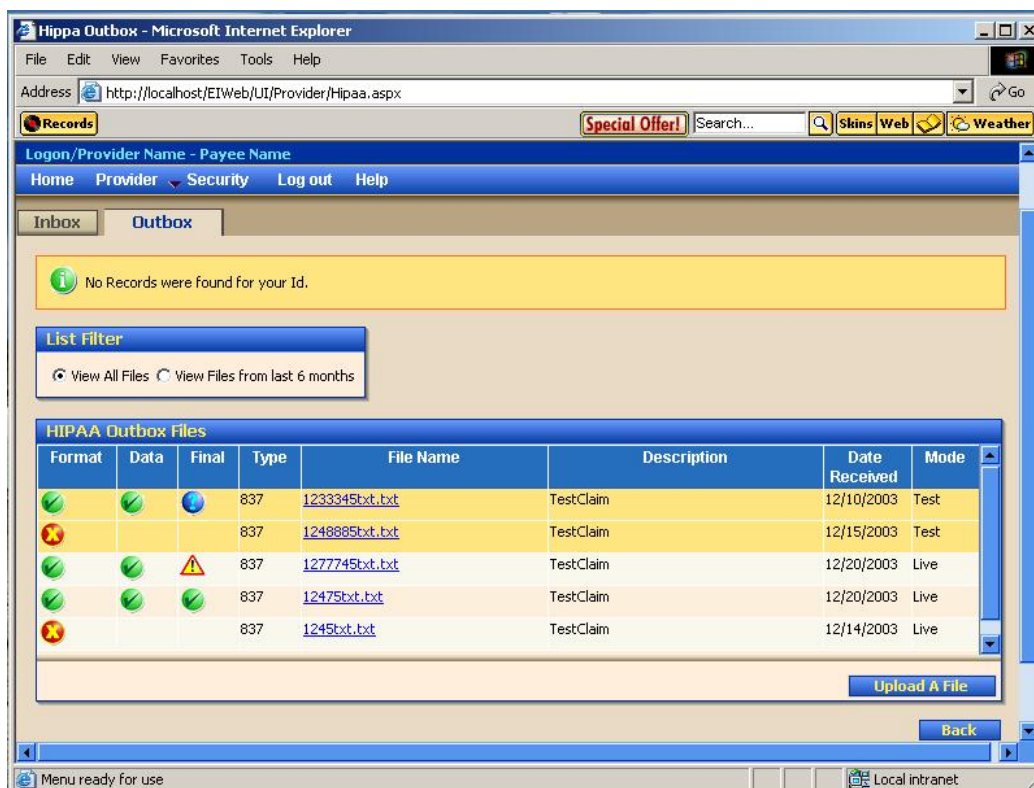 Hippa Outbox - Microsoft Internet Explorer
File Edit View Favorites Tools Help
Address http://localhost/EIWeb/UI/Provider/Hipaa.aspx Go
Records Special Offer! Search... Skins Web Weather
Logon/Provider Name - Payee Name
Home Provider Security Log out Help
Inbox Outbox
No Records were found for your Id.
List Filter
View All Files View Files from last 6 months
HIPAA Outbox Files
Format Data Final Type File Name Description Date Received Mode
837 1233345txt.txt TestClaim 12/10/2003 Test
837 1248885txt.txt TestClaim 12/15/2003 Test
837 1277745txt.txt TestClaim 12/20/2003 Live
837 12475txt.txt TestClaim 12/20/2003 Live
837 1245txt.txt TestClaim 12/14/2003 Live
Upload A File
Back
Menu ready for use Local intranet